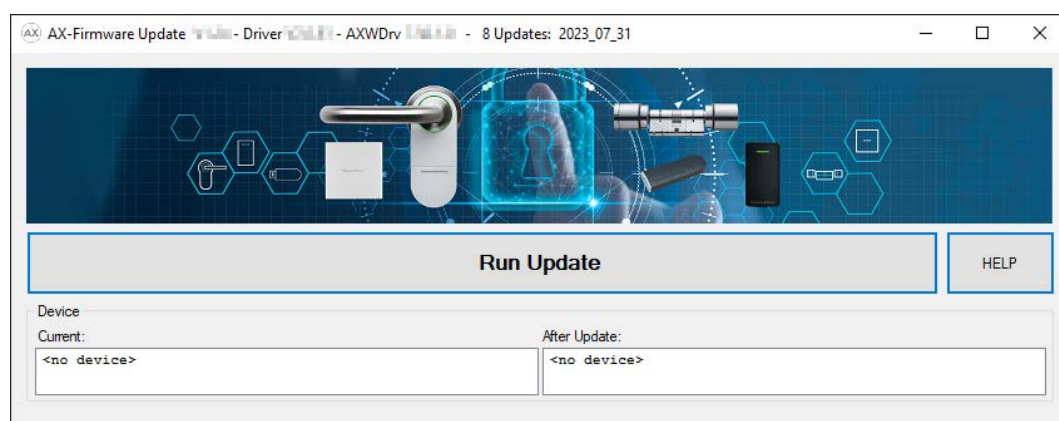 AX AX-Firmware Update - Driver - AXWDrv - 8 Updates: 2023_07_31
Run Update
HELP
Device
Current:
After Update:
<no device>
<no device>